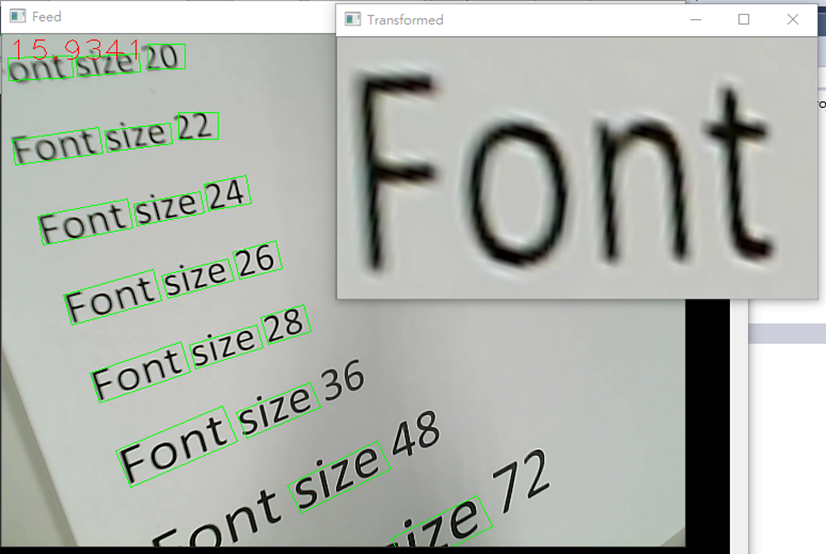 Feed
Transformed
15.9341
ont size 20
Font size 22
Font size 24
Font size 26
Font size 28
Font size 36
Font size 48
size 72
Font